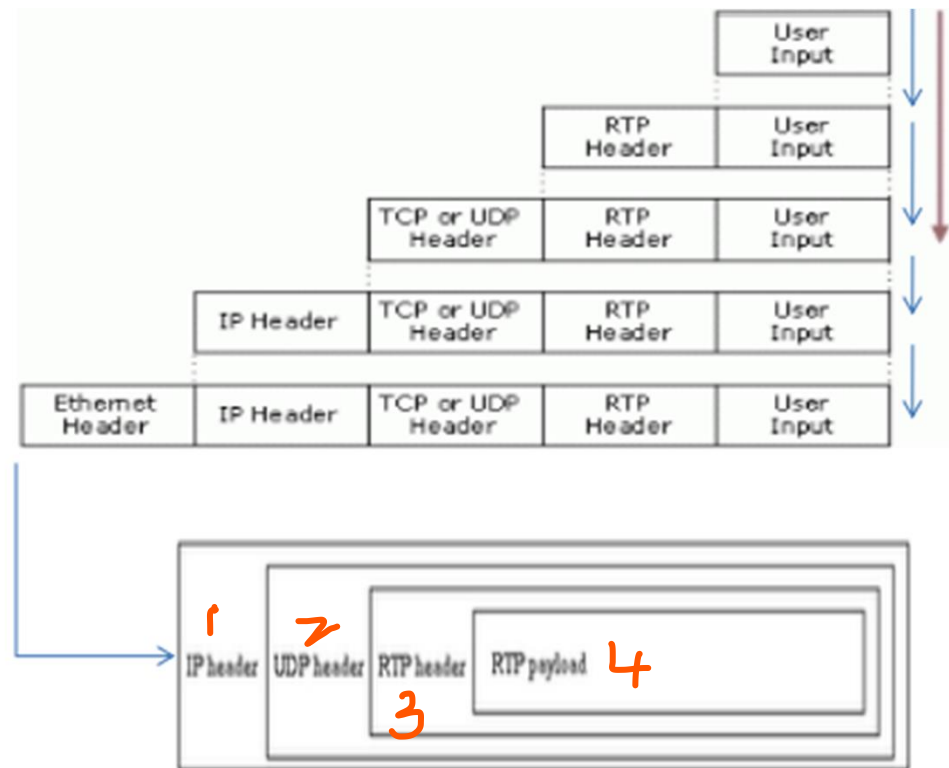 User
Input
RTP
Header
User
Input
TCP or UDP
Header
RTP
Header
User
Input
IP Header
TCP or UDP
Header
RTP
Header
User
Input
Ethernet
Header
IP Header
TCP or UDP
Header
RTP
Header
User
Input
1
2
IP header
UDP header
RTP header
RTP payload
4
3